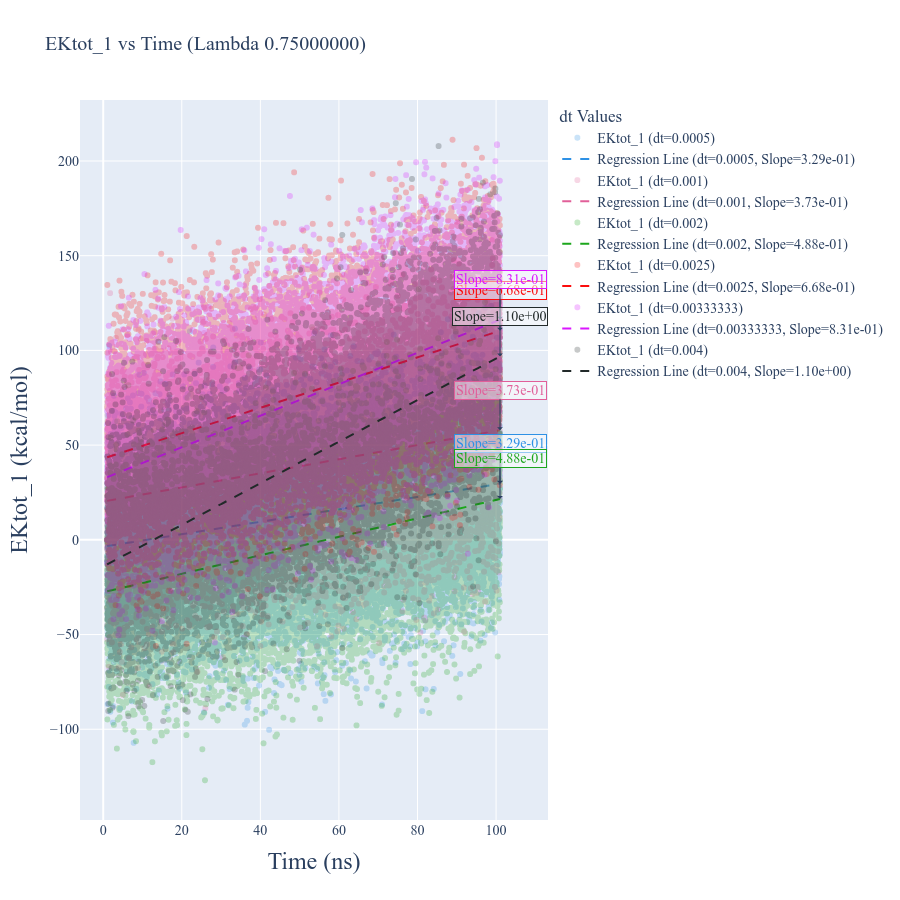 EKtot_1 vs Time (Lambda 0.75000000)
dt Values
EKtot_1 (dt=0.0005)
Regression Line (dt=0.0005, Slope=3.29e-01)
EKtot_1 (dt=0.001)
Regression Line (dt=0.001, Slope=3.73e-01)
EKtot_1 (dt=0.002)
Regression Line (dt=0.002, Slope=4.88e-01)
EKtot_1 (dt=0.0025)
Regression Line (dt=0.0025, Slope=6.68e-01)
EKtot_1 (dt=0.00333333)
Regression Line (dt=0.00333333, Slope=8.31e-01)
EKtot_1 (dt=0.004)
Regression Line (dt=0.004, Slope=1.10e+00)
Slope=8.31e-01
Slope=6.68e-01
Slope=1.10e+00
Slope=3.73e-01
Slope=3.29e-01
Slope=4.88e-01
200
150
100
50
0
−50
−100
EKtot_1 (kcal/mol)
0
20
40
60
80
100
Time (ns)